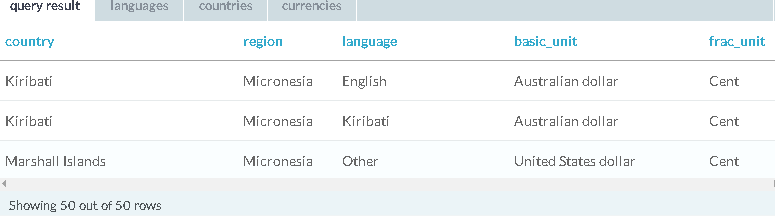 query result languages countries currencies
country region language basic_unit frac_unit
Kiribati Micronesia English Australian dollar Cent
Kiribati Micronesia Kiribati Australian dollar Cent
Marshall Islands Micronesia Other United States dollar Cent
Showing 50 out of 50 rows